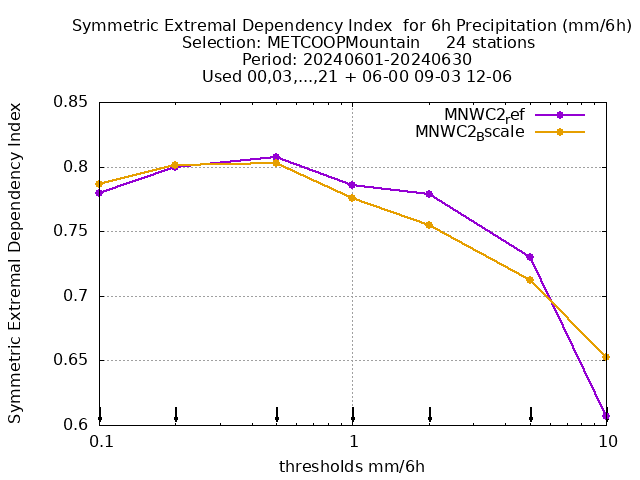 Symmetric Extremal Dependency Index  for 6h Precipitation (mm/6h)
Selection: METCOOPMountain     24 stations
Period: 20240601-20240630
Used 00,03,...,21 + 06-00 09-03 12-06
MNWC2ref
MNWC2Bscale
Symmetric Extremal Dependency Index
0.85
0.8
0.75
0.7
0.65
0.6
0.1
1
10
thresholds mm/6h